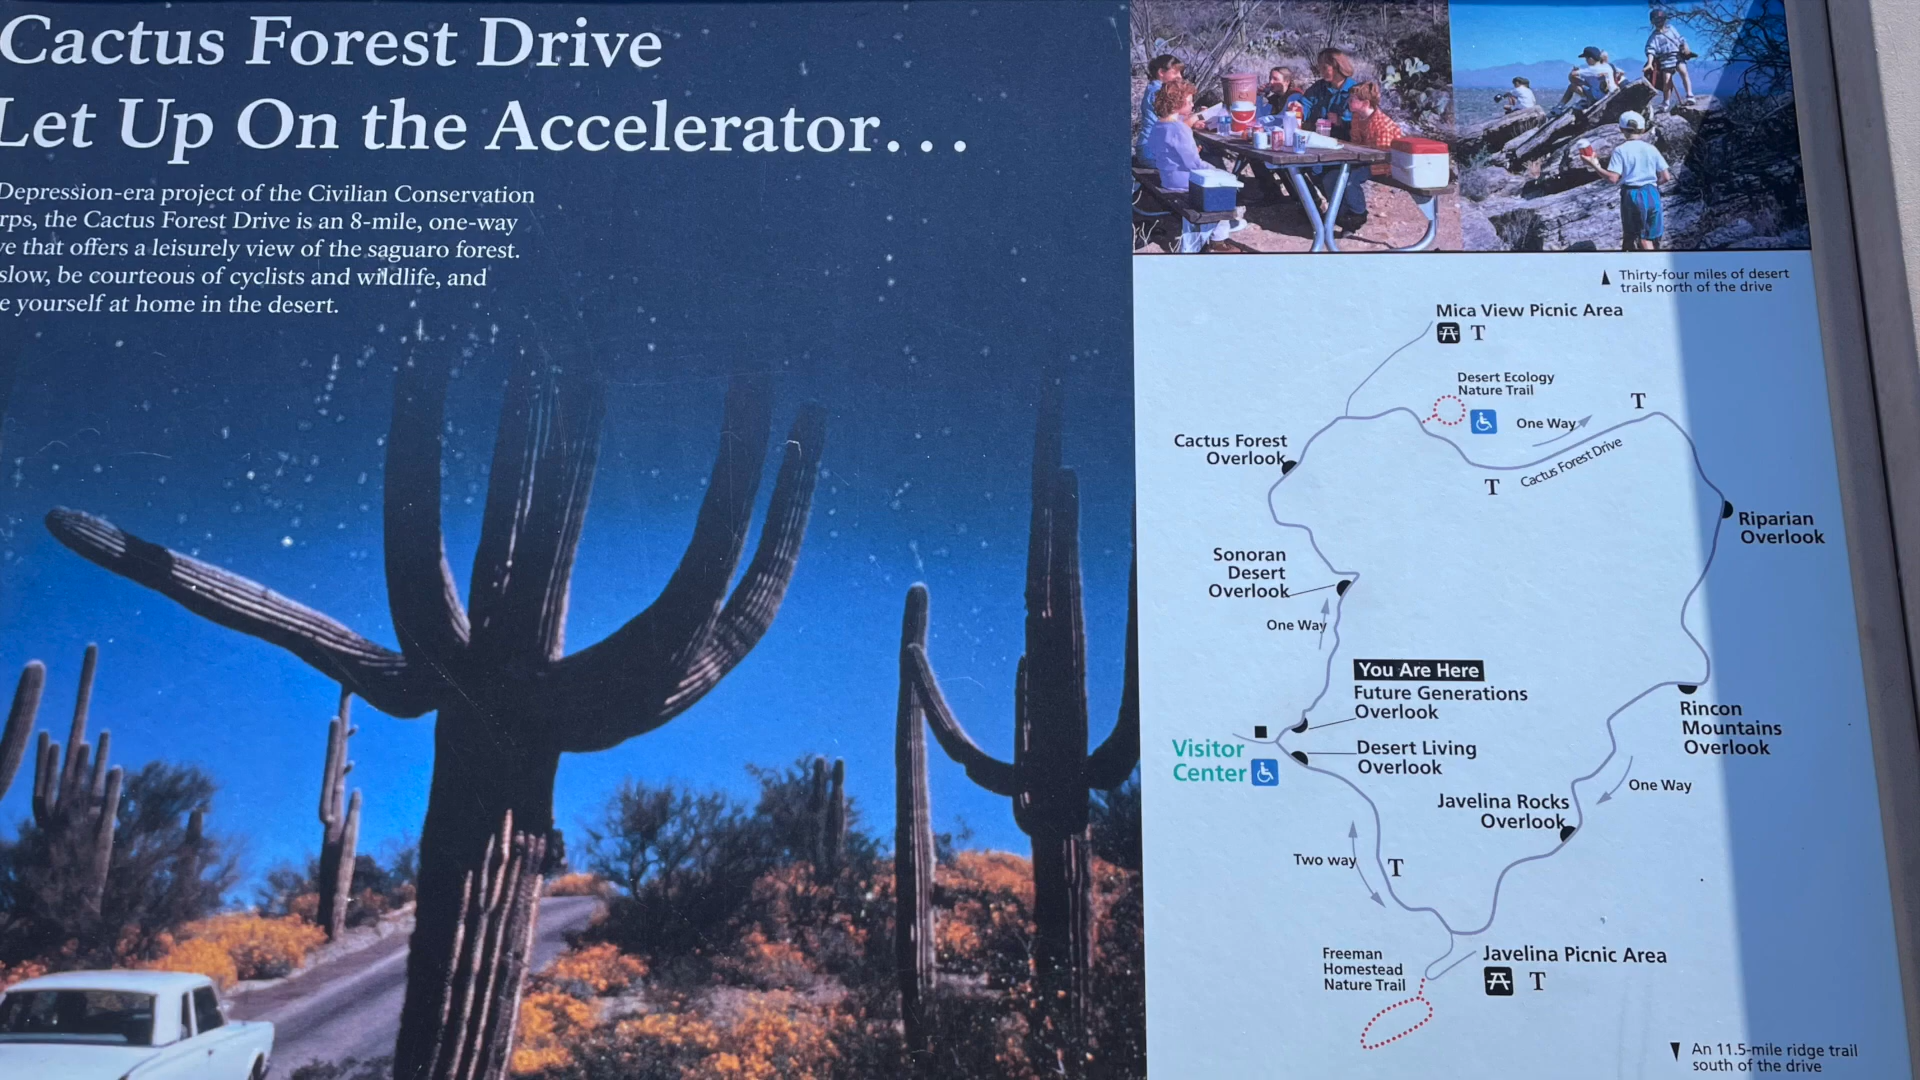 Cactus Forest Drive
Let Up On the Accelerator...
Depression-era project of the Civilian Conservation
rps, the Cactus Forest Drive is an 8-mile, one-way
ve that offers a leisurely view of the saguaro forest.
slow, be courteous of cyclists and wildlife, and
e yourself at home in the desert.
Thirty-four miles of desert
trails north of the drive
Mica View Picnic Area
T
Desert Ecology
Nature Trail
One Way
T
Cactus Forest Drive
T
Cactus Forest
Overlook
Riparian
Overlook
Sonoran
Desert
Overlook
One Way
You Are Here
Future Generations
Overlook
Visitor
Center
Desert Living
Overlook
Rincon
Mountains
Overlook
One Way
Javelina Rocks
Overlook
Two way
T
Freeman
Homestead
Nature Trail
Javelina Picnic Area
T
An 11.5-mile ridge trail
south of the drive